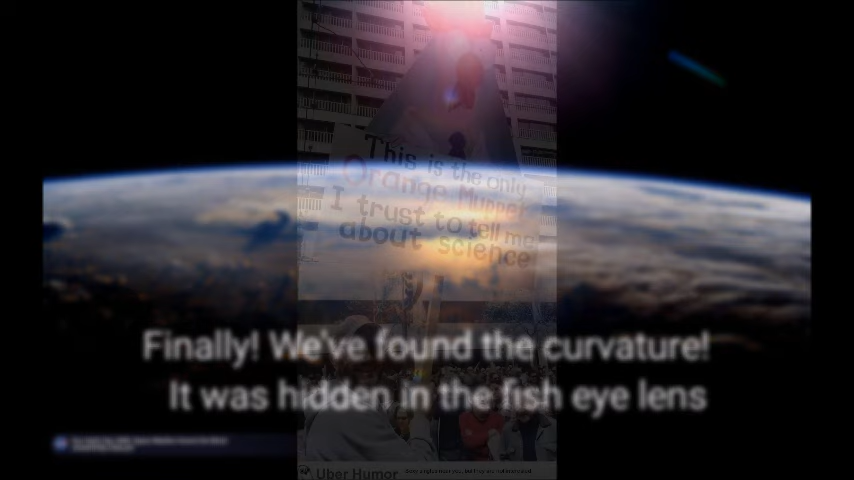 This is the only
Orange Muppet
I trust to tell me
about science
Finally! We've found the curvature!
It was hidden in the fish eye lens
Uber Humor